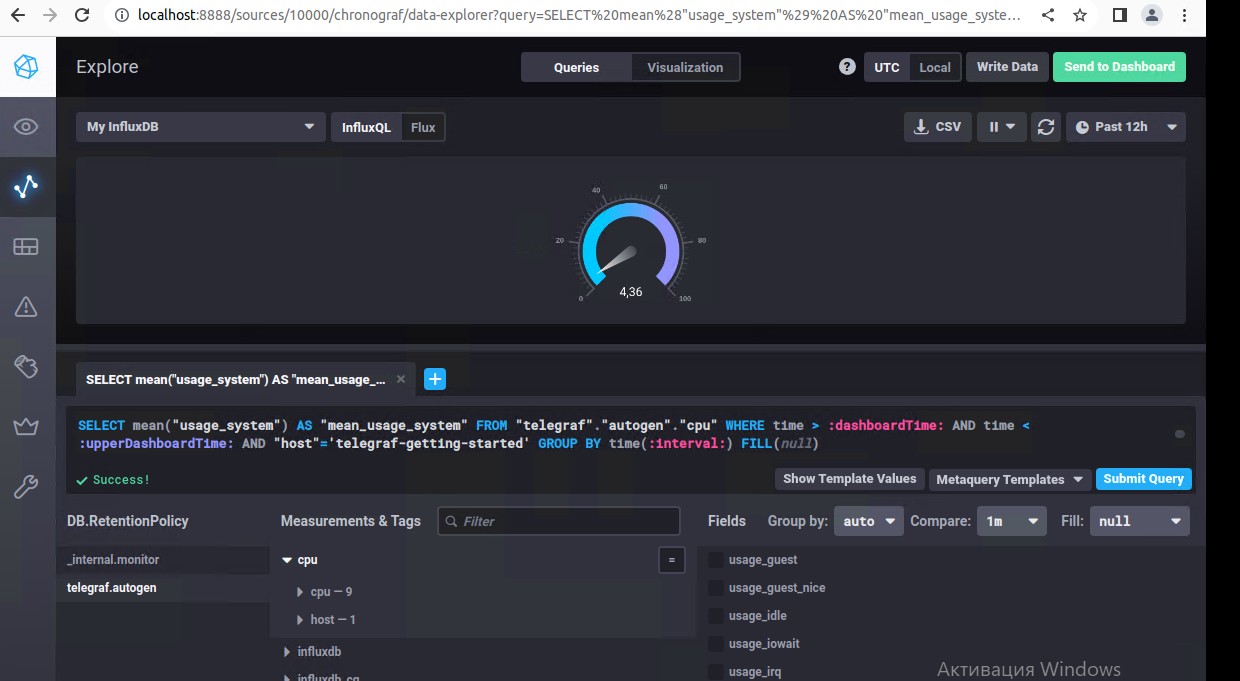 localhost:8888/sources/10000/chronograf/data-explorer?query=SELECT%20mean%28"usage_system"%29%20AS%20"mean_usage_syste...
Explore
Queries Visualization
? UTC Local Write Data Send to Dashboard
My InfluxDB InfluxQL Flux CSV Past 12h
0 20 40 60 80 100
4,36
SELECT mean("usage_system") AS "mean_usage_... × +
SELECT mean("usage_system") AS "mean_usage_system" FROM "telegraf"."autogen"."cpu" WHERE time > :dashboardTime: AND time <
:upperDashboardTime: AND "host"='telegraf-getting-started' GROUP BY time(:interval:) FILL(null)
Success! Show Template Values Metaquery Templates Submit Query
DB.RetentionPolicy Measurements & Tags Filter Fields Group by: auto Compare: 1m Fill: null
_internal.monitor cpu = usage_guest
telegraf.autogen cpu — 9 usage_guest_nice
host — 1 usage_idle
influxdb usage_iowait
influxdb_cq usage_irq
Активация Windows